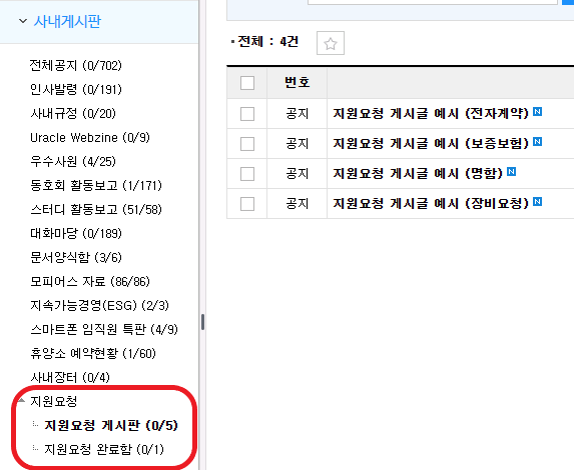 사내게시판
전체공지 (0/702)
인사발령 (0/191)
사내규정 (0/20)
Uracle Webzine (0/9)
우수사원 (4/25)
동호회 활동보고 (1/171)
스터디 활동보고 (51/58)
대화마당 (0/189)
문서양식함 (3/6)
모피어스 자료 (86/86)
지속가능경영(ESG) (2/3)
스마트폰 임직원 특판 (4/9)
휴양소 예약현황 (1/60)
사내장터 (0/4)
지원요청
지원요청 게시판 (0/5)
지원요청 완료함 (0/1)
전체 : 4건
번호
공지 지원요청 게시글 예시 (전자계약) N
공지 지원요청 게시글 예시 (보증보험) N
공지 지원요청 게시글 예시 (명함) N
공지 지원요청 게시글 예시 (장비요청) N